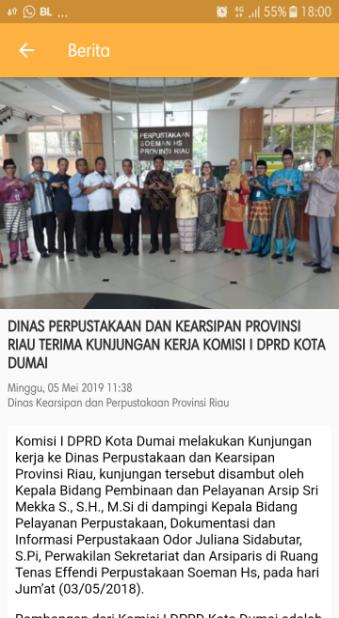 BL ...
55% 18:00
Berita
PERPUSTAKAAN
SOEMAN HS
PROVINSI RIAU
DINAS PERPUSTAKAAN DAN KEARSIPAN PROVINSI
RIAU TERIMA KUNJUNGAN KERJA KOMISI I DPRD KOTA
DUMAI
Minggu, 05 Mei 2019 11:38
Dinas Kearsipan dan Perpustakaan Provinsi Riau
Komisi I DPRD Kota Dumai melakukan Kunjungan
kerja ke Dinas Perpustakaan dan Kearsipan
Provinsi Riau, kunjungan tersebut disambut oleh
Kepala Bidang Pembinaan dan Pelayanan Arsip Sri
Mekka S., S.H., M.Si di dampingi Kepala Bidang
Pelayanan Perpustakaan, Dokumentasi dan
Informasi Perpustakaan Odor Juliana Sidabutar,
S.Pi, Perwakilan Sekretariat dan Arsiparis di Ruang
Tenas Effendi Perpustakaan Soeman Hs, pada hari
Jum'at (03/05/2018).